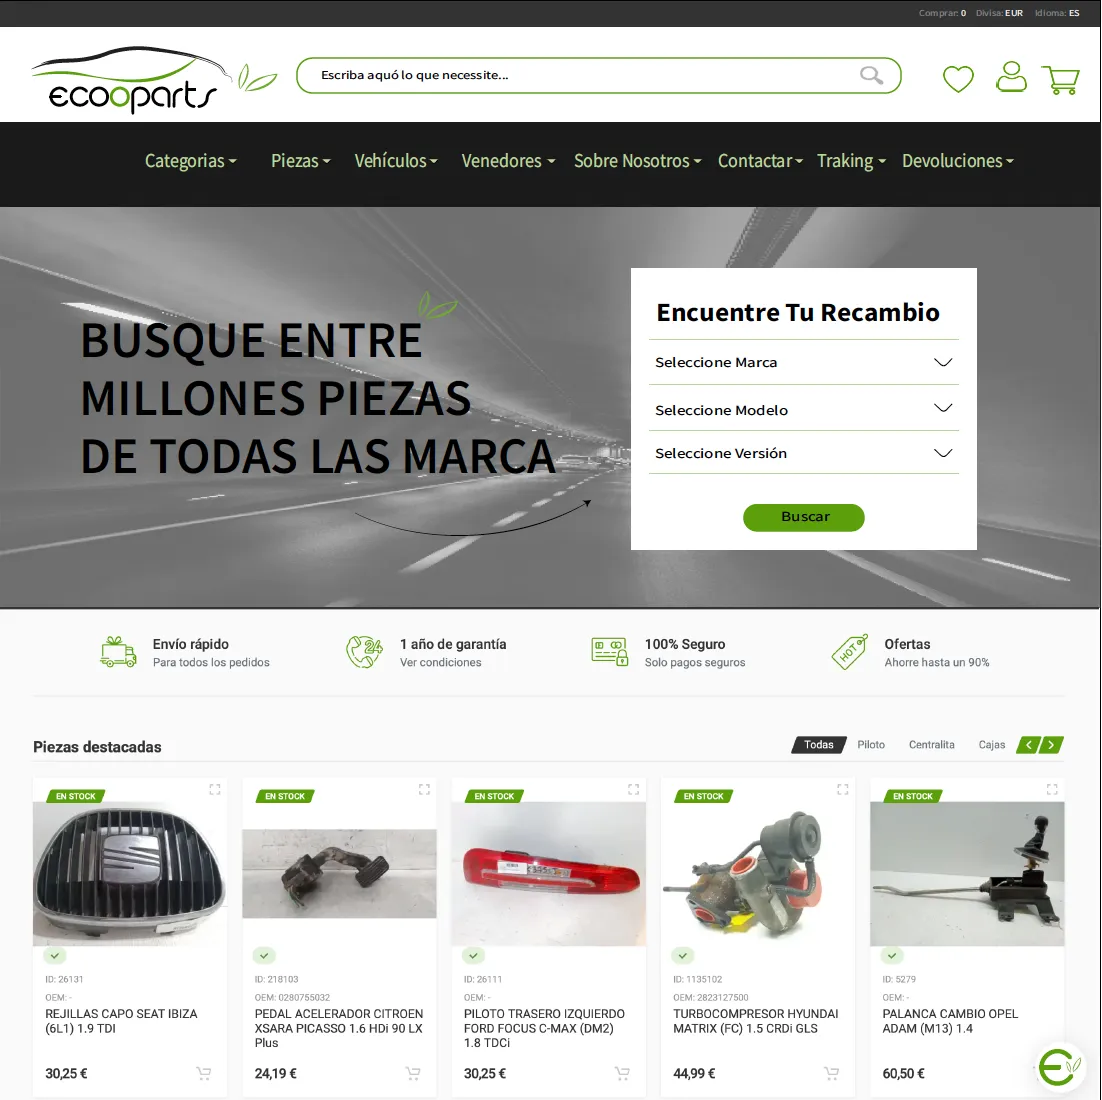 Comprar: 0 Divisa: EUR Idioma: ES
ecooparts
Escriba aquó lo que necessite...
Categorias Piezas Vehículos Venedores Sobre Nosotros Contactar Traking Devoluciones
BUSQUE ENTRE
MILLONES PIEZAS
DE TODAS LAS MARCA
Encuentre Tu Recambio
Seleccione Marca
Seleccione Modelo
Seleccione Versión
Buscar
Envío rápido
Para todos los pedidos
24
1 año de garantía
Ver condiciones
100% Seguro
Solo pagos seguros
HOT
Ofertas
Ahorre hasta un 90%
Piezas destacadas
Todas Piloto Centralita Cajas
EN STOCK
ID: 26131
OEM: -
REJILLAS CAPO SEAT IBIZA
(6L1) 1.9 TDI
30,25 €
EN STOCK
ID: 218103
OEM: 0280755032
PEDAL ACELERADOR CITROEN
XSARA PICASSO 1.6 HDi 90 LX
Plus
24,19 €
EN STOCK
ID: 26111
OEM: -
PILOTO TRASERO IZQUIERDO
FORD FOCUS C-MAX (DM2)
1.8 TDCi
30,25 €
EN STOCK
ID: 1135102
OEM: 2823127500
TURBOCOMPRESOR HYUNDAI
MATRIX (FC) 1.5 CRDi GLS
44,99 €
EN STOCK
ID: 5279
OEM: -
PALANCA CAMBIO OPEL
ADAM (M13) 1.4
60,50 €